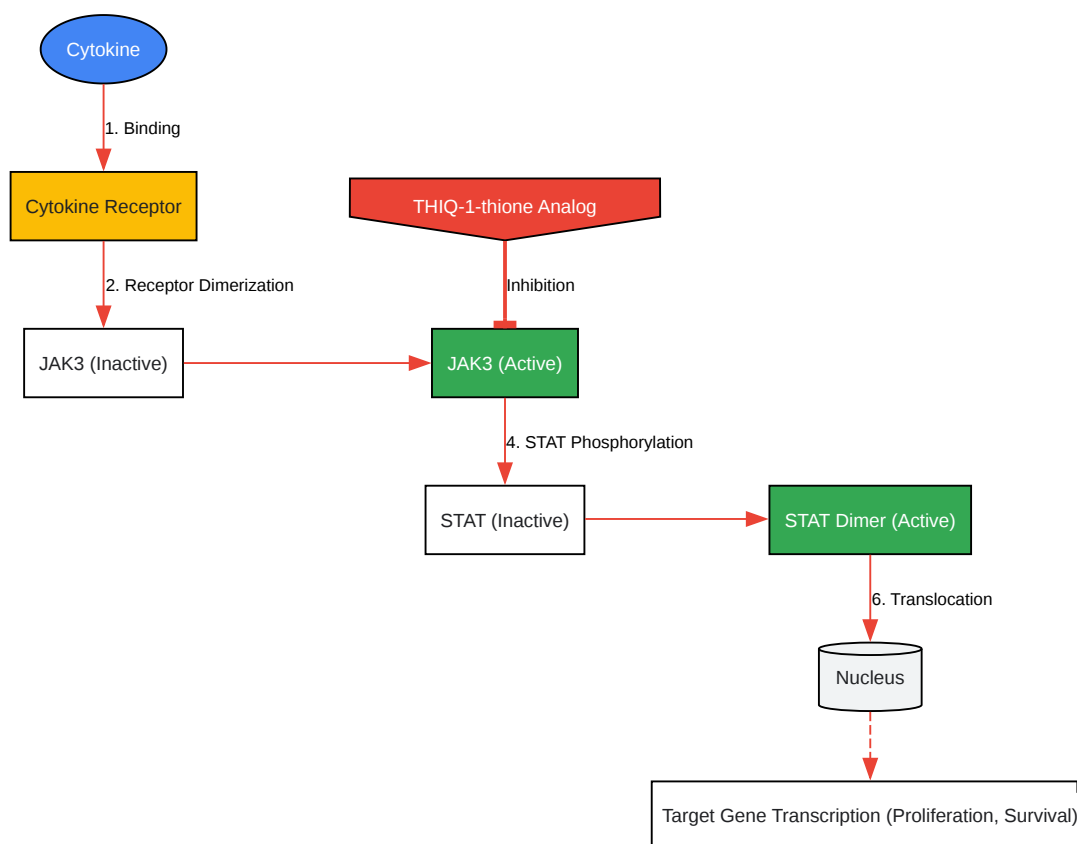 Cytokine
1. Binding
Cytokine Receptor
THIQ-1-thione Analog
2. Receptor Dimerization
Inhibition
JAK3 (Inactive)
JAK3 (Active)
4. STAT Phosphorylation
STAT (Inactive)
STAT Dimer (Active)
6. Translocation
Nucleus
Target Gene Transcription (Proliferation, Survival)